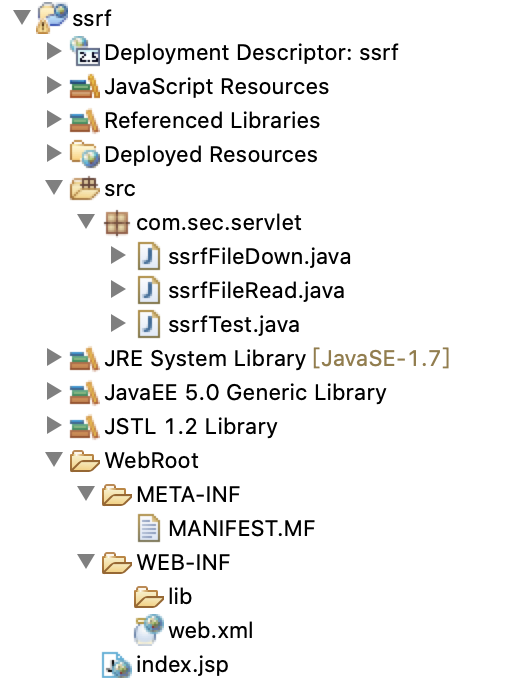 ssrf
2.5 Deployment Descriptor: ssrf
JavaScript Resources
Referenced Libraries
Deployed Resources
src
com.sec.servlet
J ssrfFileDown.java
J ssrfFileRead.java
J ssrfTest.java
JRE System Library [JavaSE-1.7]
JavaEE 5.0 Generic Library
JSTL 1.2 Library
WebRoot
META-INF
MANIFEST.MF
WEB-INF
lib
web.xml
index.jsp